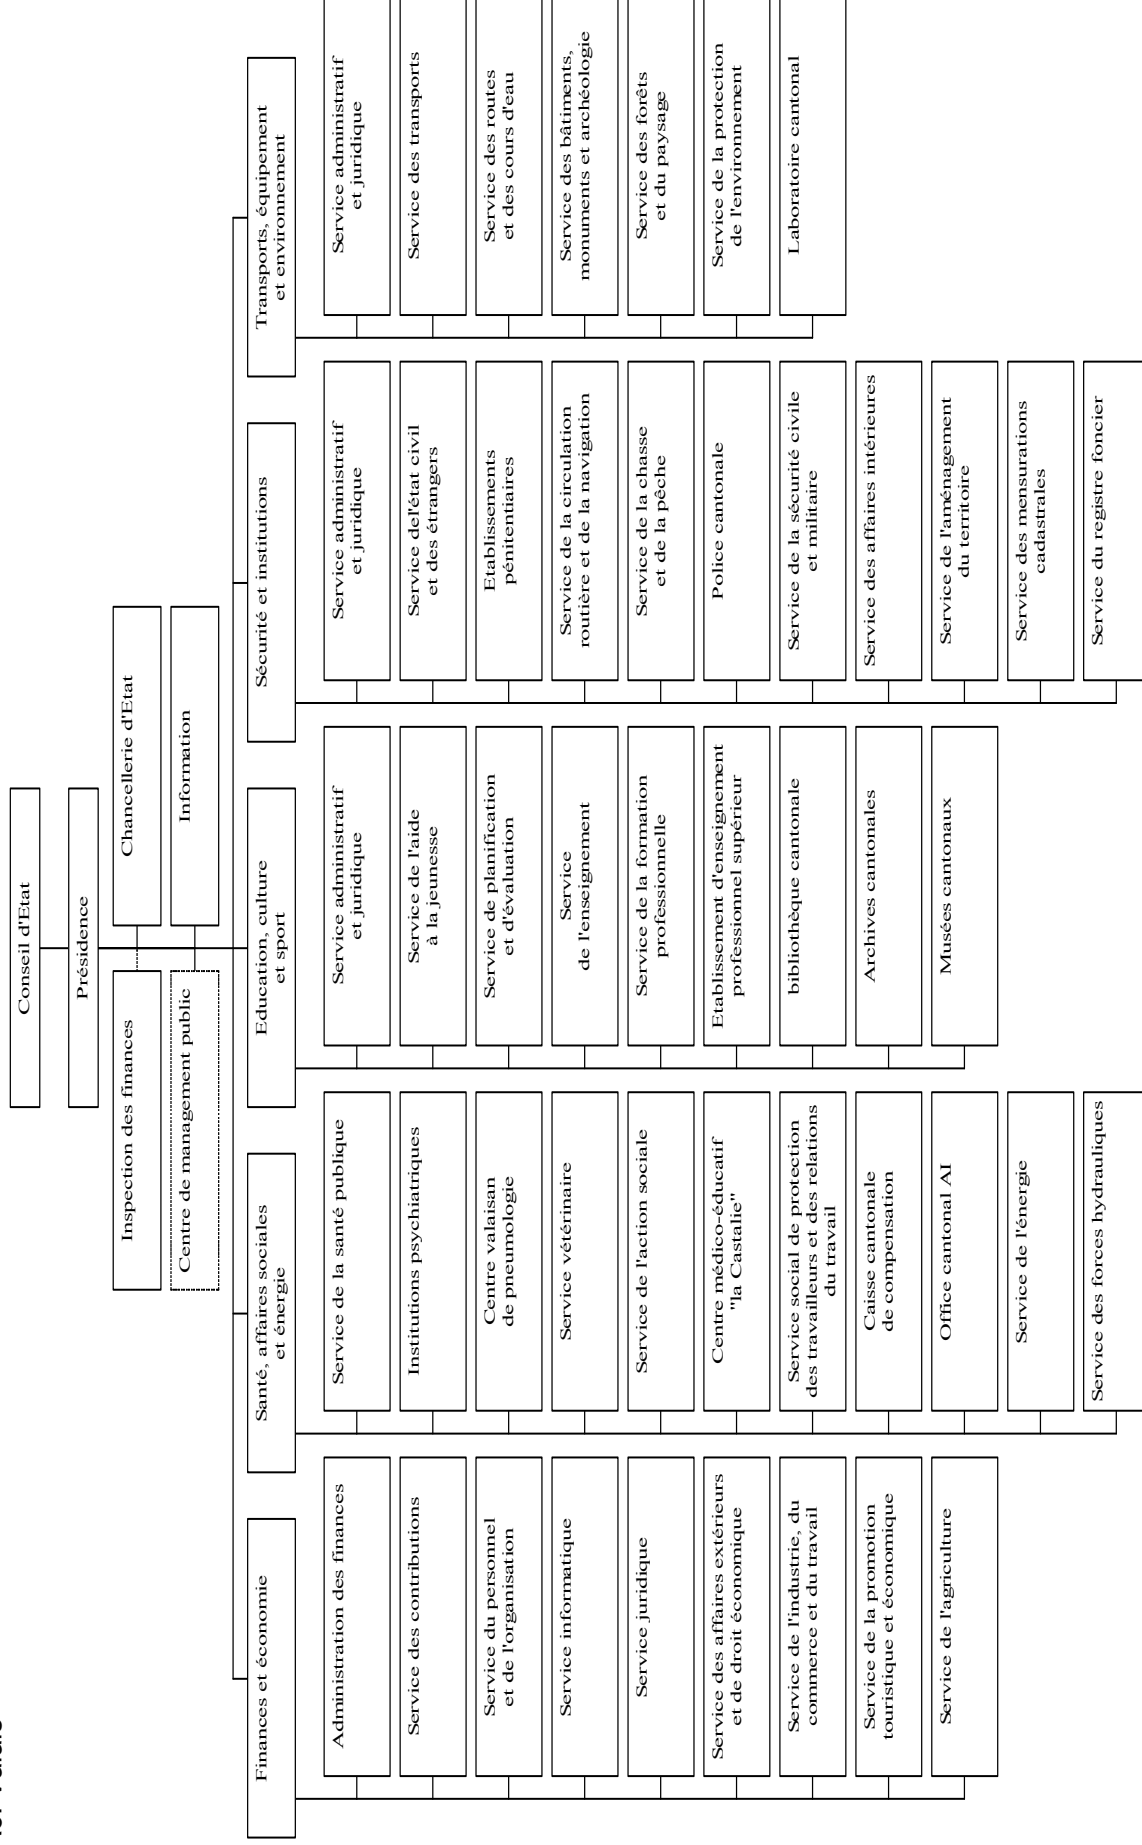 Conseil d'Etat
Présidence
Inspection des finances
Chancellerie d'Etat
Centre de management public
Information
Finances et économie
Administration des finances
Service des contributions
Service du personnel
et de l'organisation
Service informatique
Service juridique
Service des affaires extérieurs
et de droit économique
Service de l'industrie, du
commerce et du travail
Service de la promotion
touristique et économique
Service de l'agriculture
Santé, affaires sociales
et énergie
Service de la santé publique
Institutions psychiatriques
Centre valaisan
de pneumologie
Service vétérinaire
Service de l'action sociale
Centre médico-éducatif
"la Castalie"
Service social de protection
des travailleurs et des relations
du travail
Caisse cantonale
de compensation
Office cantonal AI
Service de l'énergie
Service des forces hydrauliques
Education, culture
et sport
Service administratif
et juridique
Service de l'aide
à la jeunesse
Service de planification
et d'évaluation
Service
de l'enseignement
Service de la formation
professionnelle
Etablissement d'enseignement
professionnel supérieur
bibliothèque cantonale
Archives cantonales
Musées cantonaux
Sécurité et institutions
Service administratif
et juridique
Service del'état civil
et des étrangers
Etablissements
pénitentiaires
Service de la circulation
routière et de la navigation
Service de la chasse
et de la pêche
Police cantonale
Service de la sécurité civile
et militaire
Service des affaires intérieures
Service de l'aménagement
du territoire
Service des mensurations
cadastrales
Service du registre foncier
Transports, équipement
et environnement
Service administratif
et juridique
Service des transports
Service des routes
et des cours d'eau
Service des bâtiments,
monuments et archéologie
Service des forêts
et du paysage
Service de la protection
de l'environnement
Laboratoire cantonal